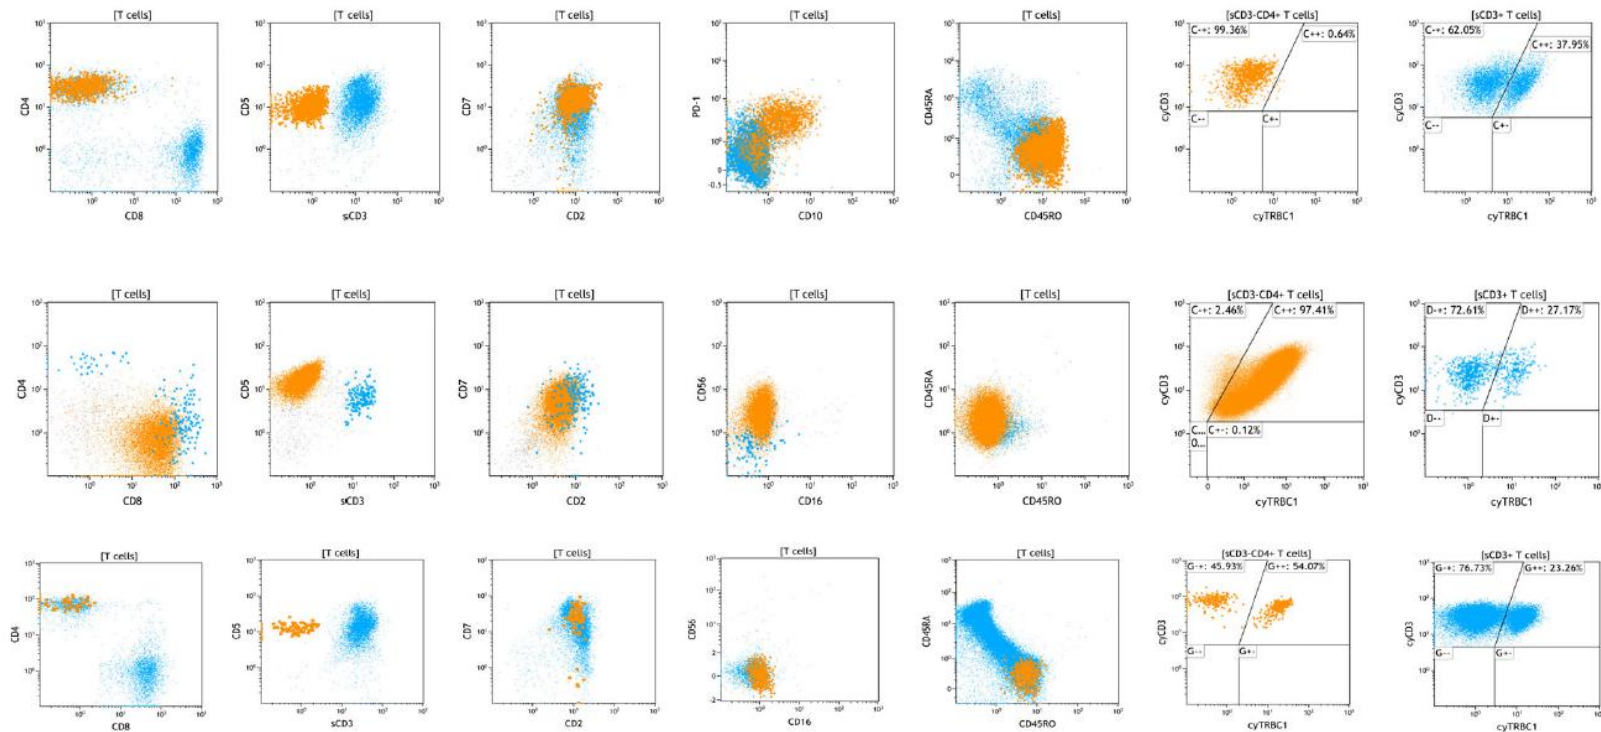 [T cells] [T cells] [T cells] [T cells] [T cells] [sCD3-CD4+ T cells] [sCD3+ T cells]
C-+: 99.36% C++: 0.64% C-+: 62.05% C++: 37.95%
CD4 CD5 CD7 PD-1 CD45RA cyCD3 cyCD3
C-- C+- C-- C+-
CD8 sCD3 CD2 CD10 CD45RO cyTRBC1 cyTRBC1
[T cells] [T cells] [T cells] [T cells] [T cells] [sCD3-CD4+ T cells] [sCD3+ T cells]
C-+: 2.46% C++: 97.41% D-+: 72.61% D++: 27.17%
CD4 CD5 CD7 CD56 CD45RA cyCD3 cyCD3
C... C+-: 0.12% D-- D+-
0...
CD8 sCD3 CD2 CD16 CD45RO cyTRBC1 cyTRBC1
[T cells] [T cells] [T cells] [T cells] [T cells] [sCD3-CD4+ T cells] [sCD3+ T cells]
G-+: 45.93% G++: 54.07% G-+: 76.73% G++: 23.26%
CD4 CD5 CD7 CD56 CD45RA cyCD3 cyCD3
G-- G+- G-- G+-
CD8 sCD3 CD2 CD16 CD45RO cyTRBC1 cyTRBC1